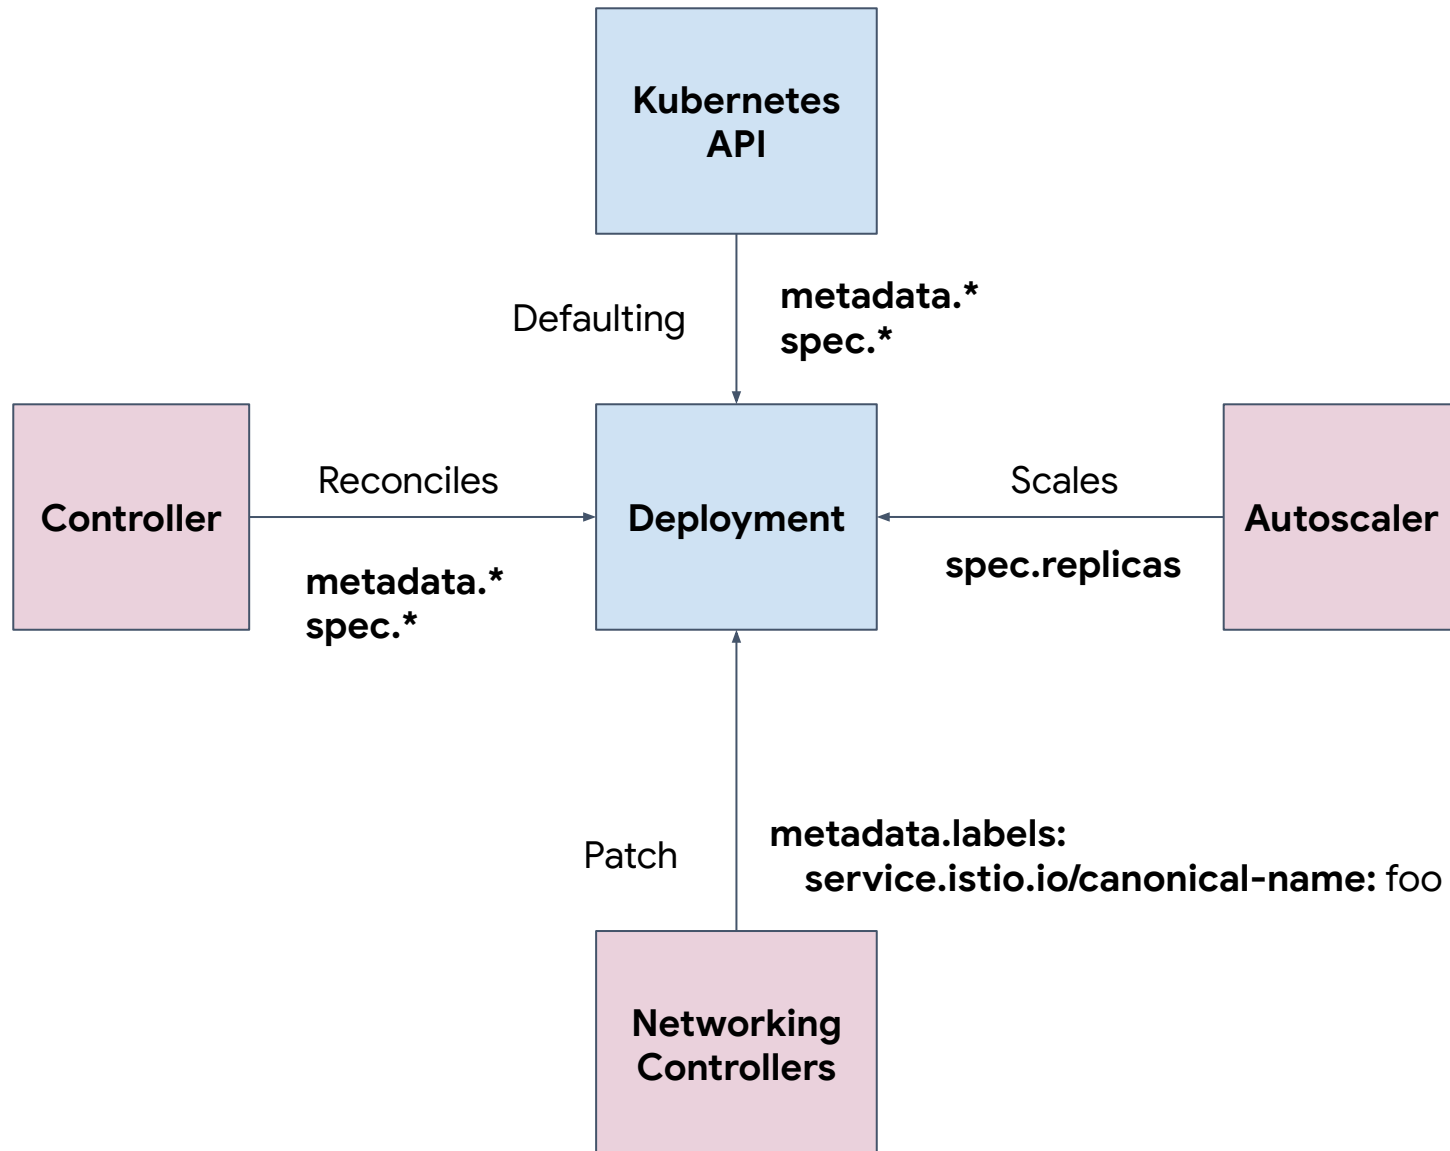 Kubernetes
API
Defaulting
metadata.*
spec.*
Controller
Reconciles
metadata.*
spec.*
Deployment
Scales
spec.replicas
Autoscaler
Patch
metadata.labels:
service.istio.io/canonical-name: foo
Networking
Controllers